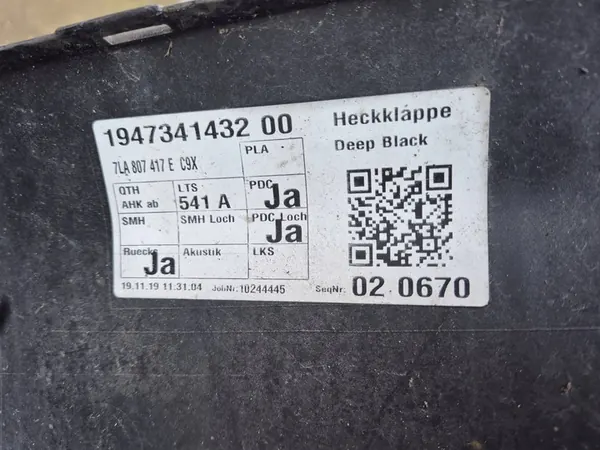 1947341432 00
Heckklappe
7LA 807 417 E C9X
PLA
Deep Black
QTH
LTS
PDC
Ja
AHK ab
541 A
SMH
SMH Loch
PDC Loch
Ja
Ruecks
Ja
Akustik
LKS
19.11.19 11.31.04
JobNr: 10244445
SeqNr:
02 0670